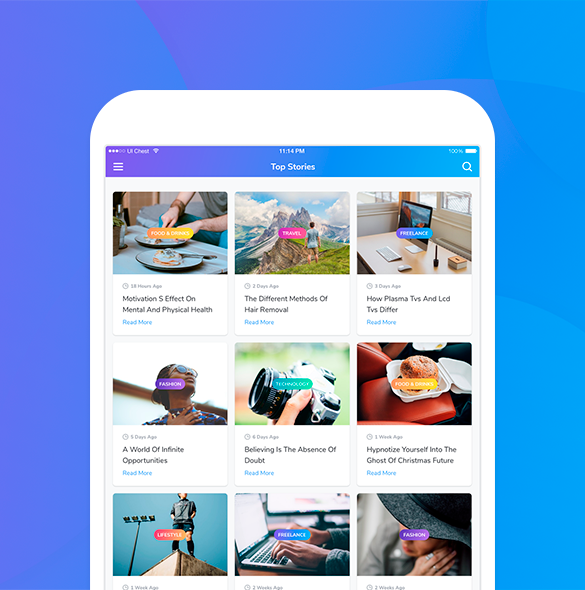 UI Chest
11:14 PM
100%
Top Stories
FOOD & DRINKS
TRAVEL
FREELANCE
18 Hours Ago
2 Days Ago
3 Days Ago
Motivation S Effect On
Mental And Physical Health
The Different Methods Of
Hair Removal
How Plasma Tvs And Lcd
Tvs Differ
Read More
Read More
Read More
FASHION
TECHNOLOGY
FOOD & DRINKS
5 Days Ago
6 Days Ago
1 Week Ago
A World Of Infinite
Opportunities
Believing Is The Absence Of
Doubt
Hypnotize Yourself Into The
Ghost Of Christmas Future
Read More
Read More
Read More
LIFESTYLE
FREELANCE
FASHION
1 Week Ago
2 Weeks Ago
2 Weeks Ago